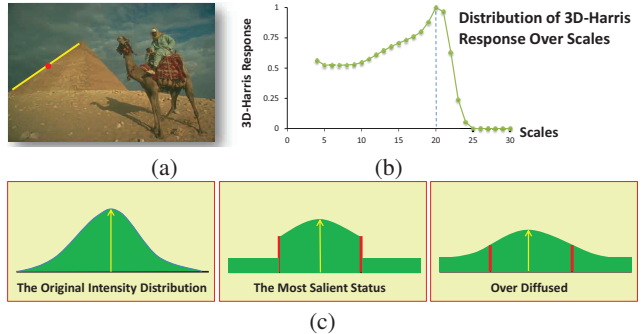 Distribution of 3D-Harris
Response Over Scales
3D-Harris Response
1
0.75
0.5
0.25
0
0 5 10 15 20 25 30
Scales
(a)
(b)
The Original Intensity Distribution
The Most Salient Status
Over Diffused
(c)